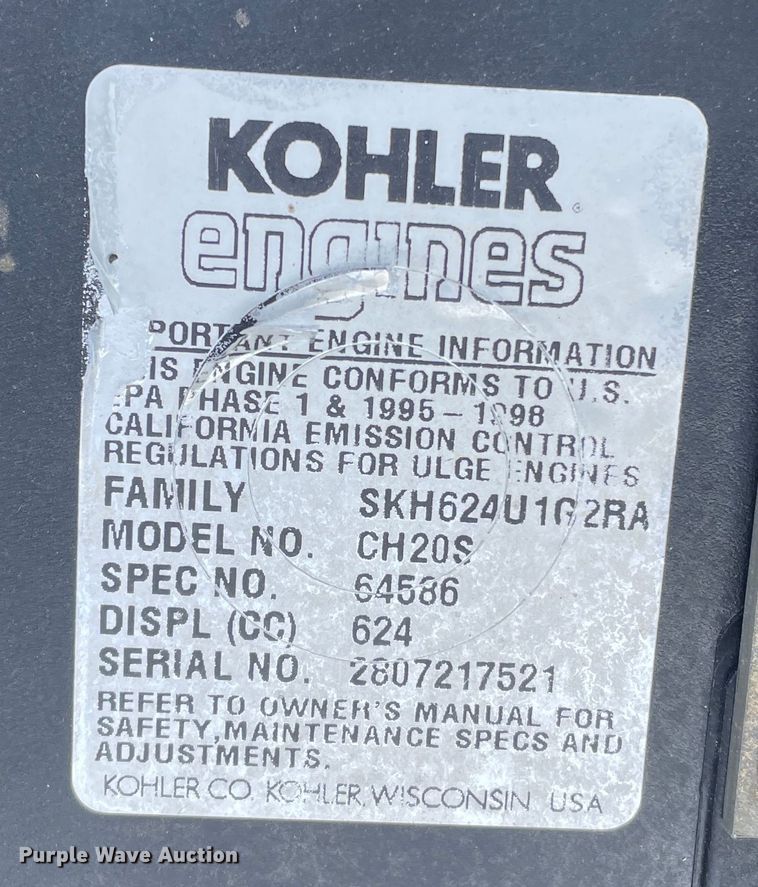 KOHLER
engines
PORTANT ENGINE INFORMATION
IS ENGINE CONFORMS TO U.S.
EPA PHASE 1 & 1995-1998
CALIFORNIA EMISSION CONTROL
REGULATIONS FOR ULGE ENGINES
FAMILY SKH624U1G2RA
MODEL NO. CH20S
SPEC NO. 64586
DISPL (CC) 624
SERIAL NO. 2807217521
REFER TO OWNER'S MANUAL FOR
SAFETY, MAINTENANCE SPECS AND
ADJUSTMENTS.
KOHLER CO. KOHLER, WISCONSIN USA
Purple Wave Auction